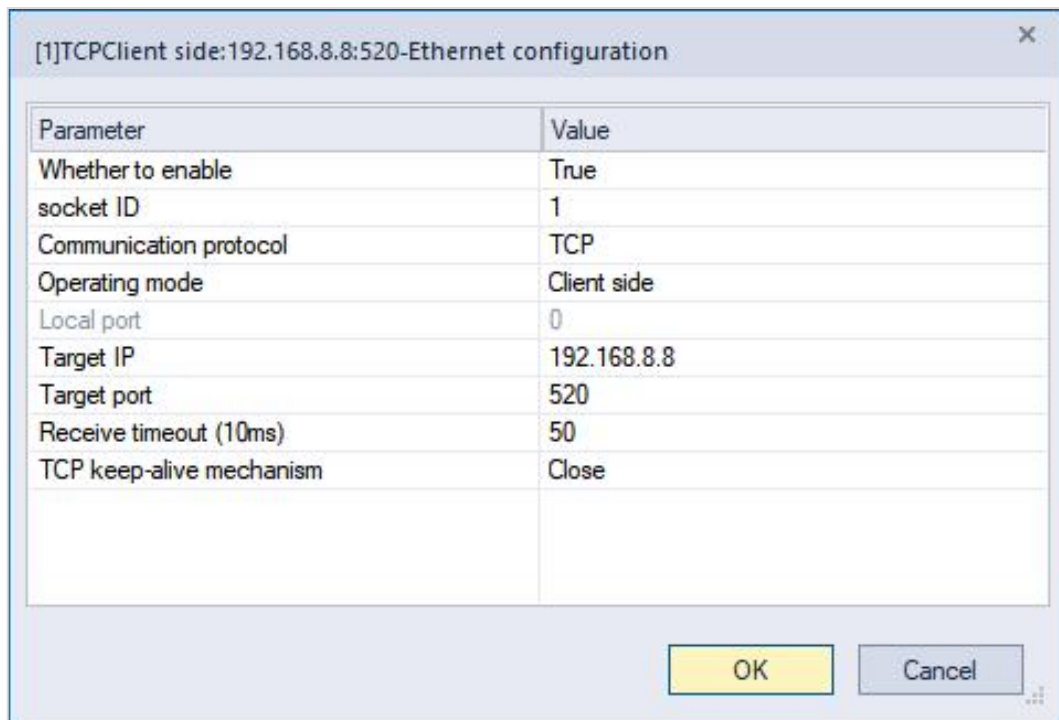 [1]TCPClient side:192.168.8.8:520-Ethernet configuration
Parameter Value
Whether to enable True
socket ID 1
Communication protocol TCP
Operating mode Client side
Local port 0
Target IP 192.168.8.8
Target port 520
Receive timeout (10ms) 50
TCP keep-alive mechanism Close
OK Cancel